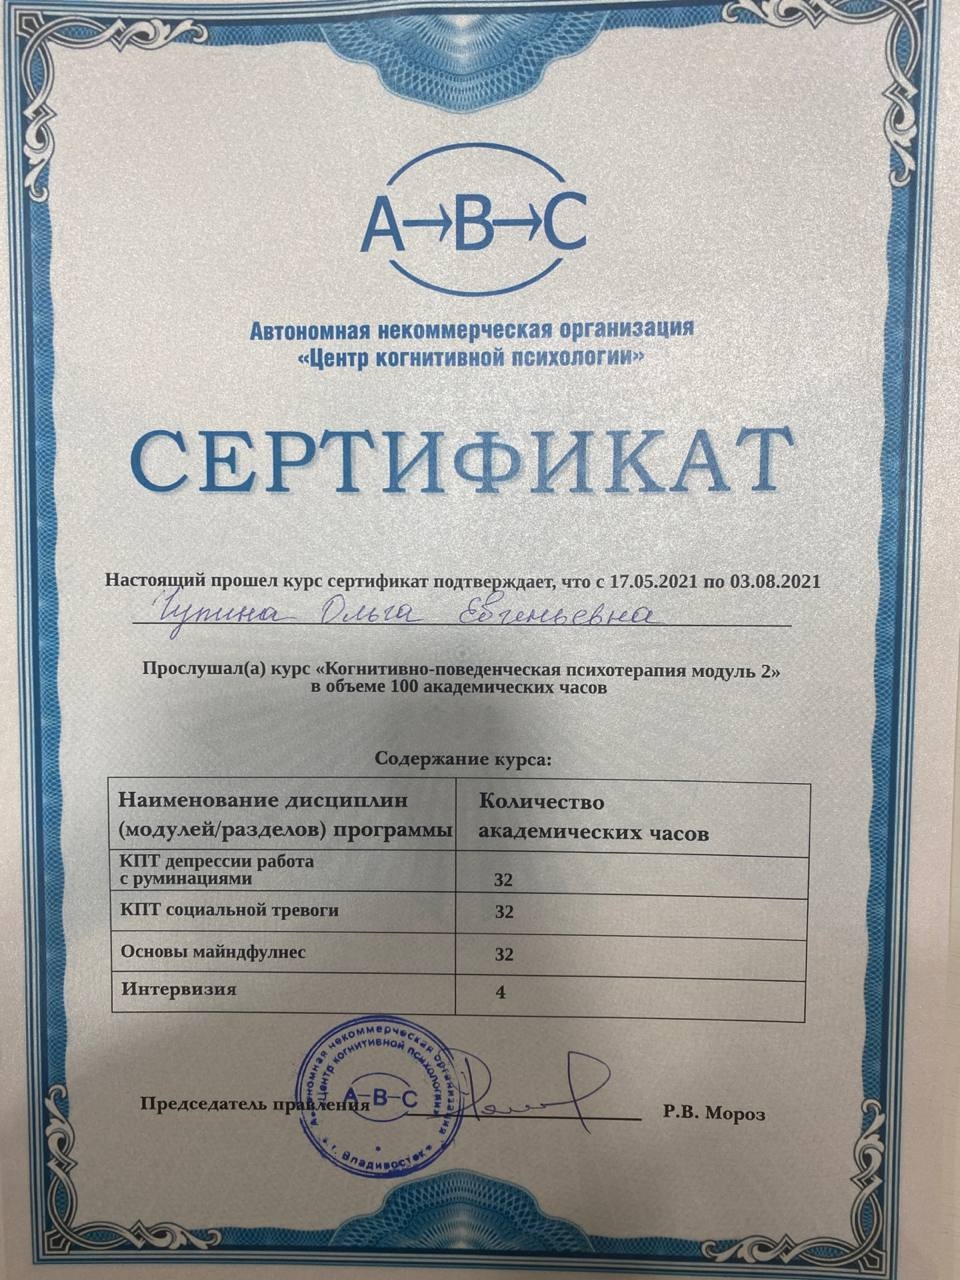 A→B→C
Автономная некоммерческая организация
«Центр когнитивной психологии»
СЕРТИФИКАТ
Настоящий прошел курс сертификат подтверждает, что с 17.05.2021 по 03.08.2021
Чупина Ольга Евгеньевна
Прослушал(а) курс «Когнитивно-поведенческая психотерапия модуль 2»
в объеме 100 академических часов
Содержание курса:
Наименование дисциплин
(модулей/разделов) программы
Количество
академических часов
КПТ депрессии работа
с руминациями
32
КПТ социальной тревоги
32
Основы майндфулнес
32
Интервизия
4
Автономная некоммерческая организация
«Центр когнитивной психологии»
A–B–C
* г. Владивосток *
Председатель правления
Р.В. Мороз